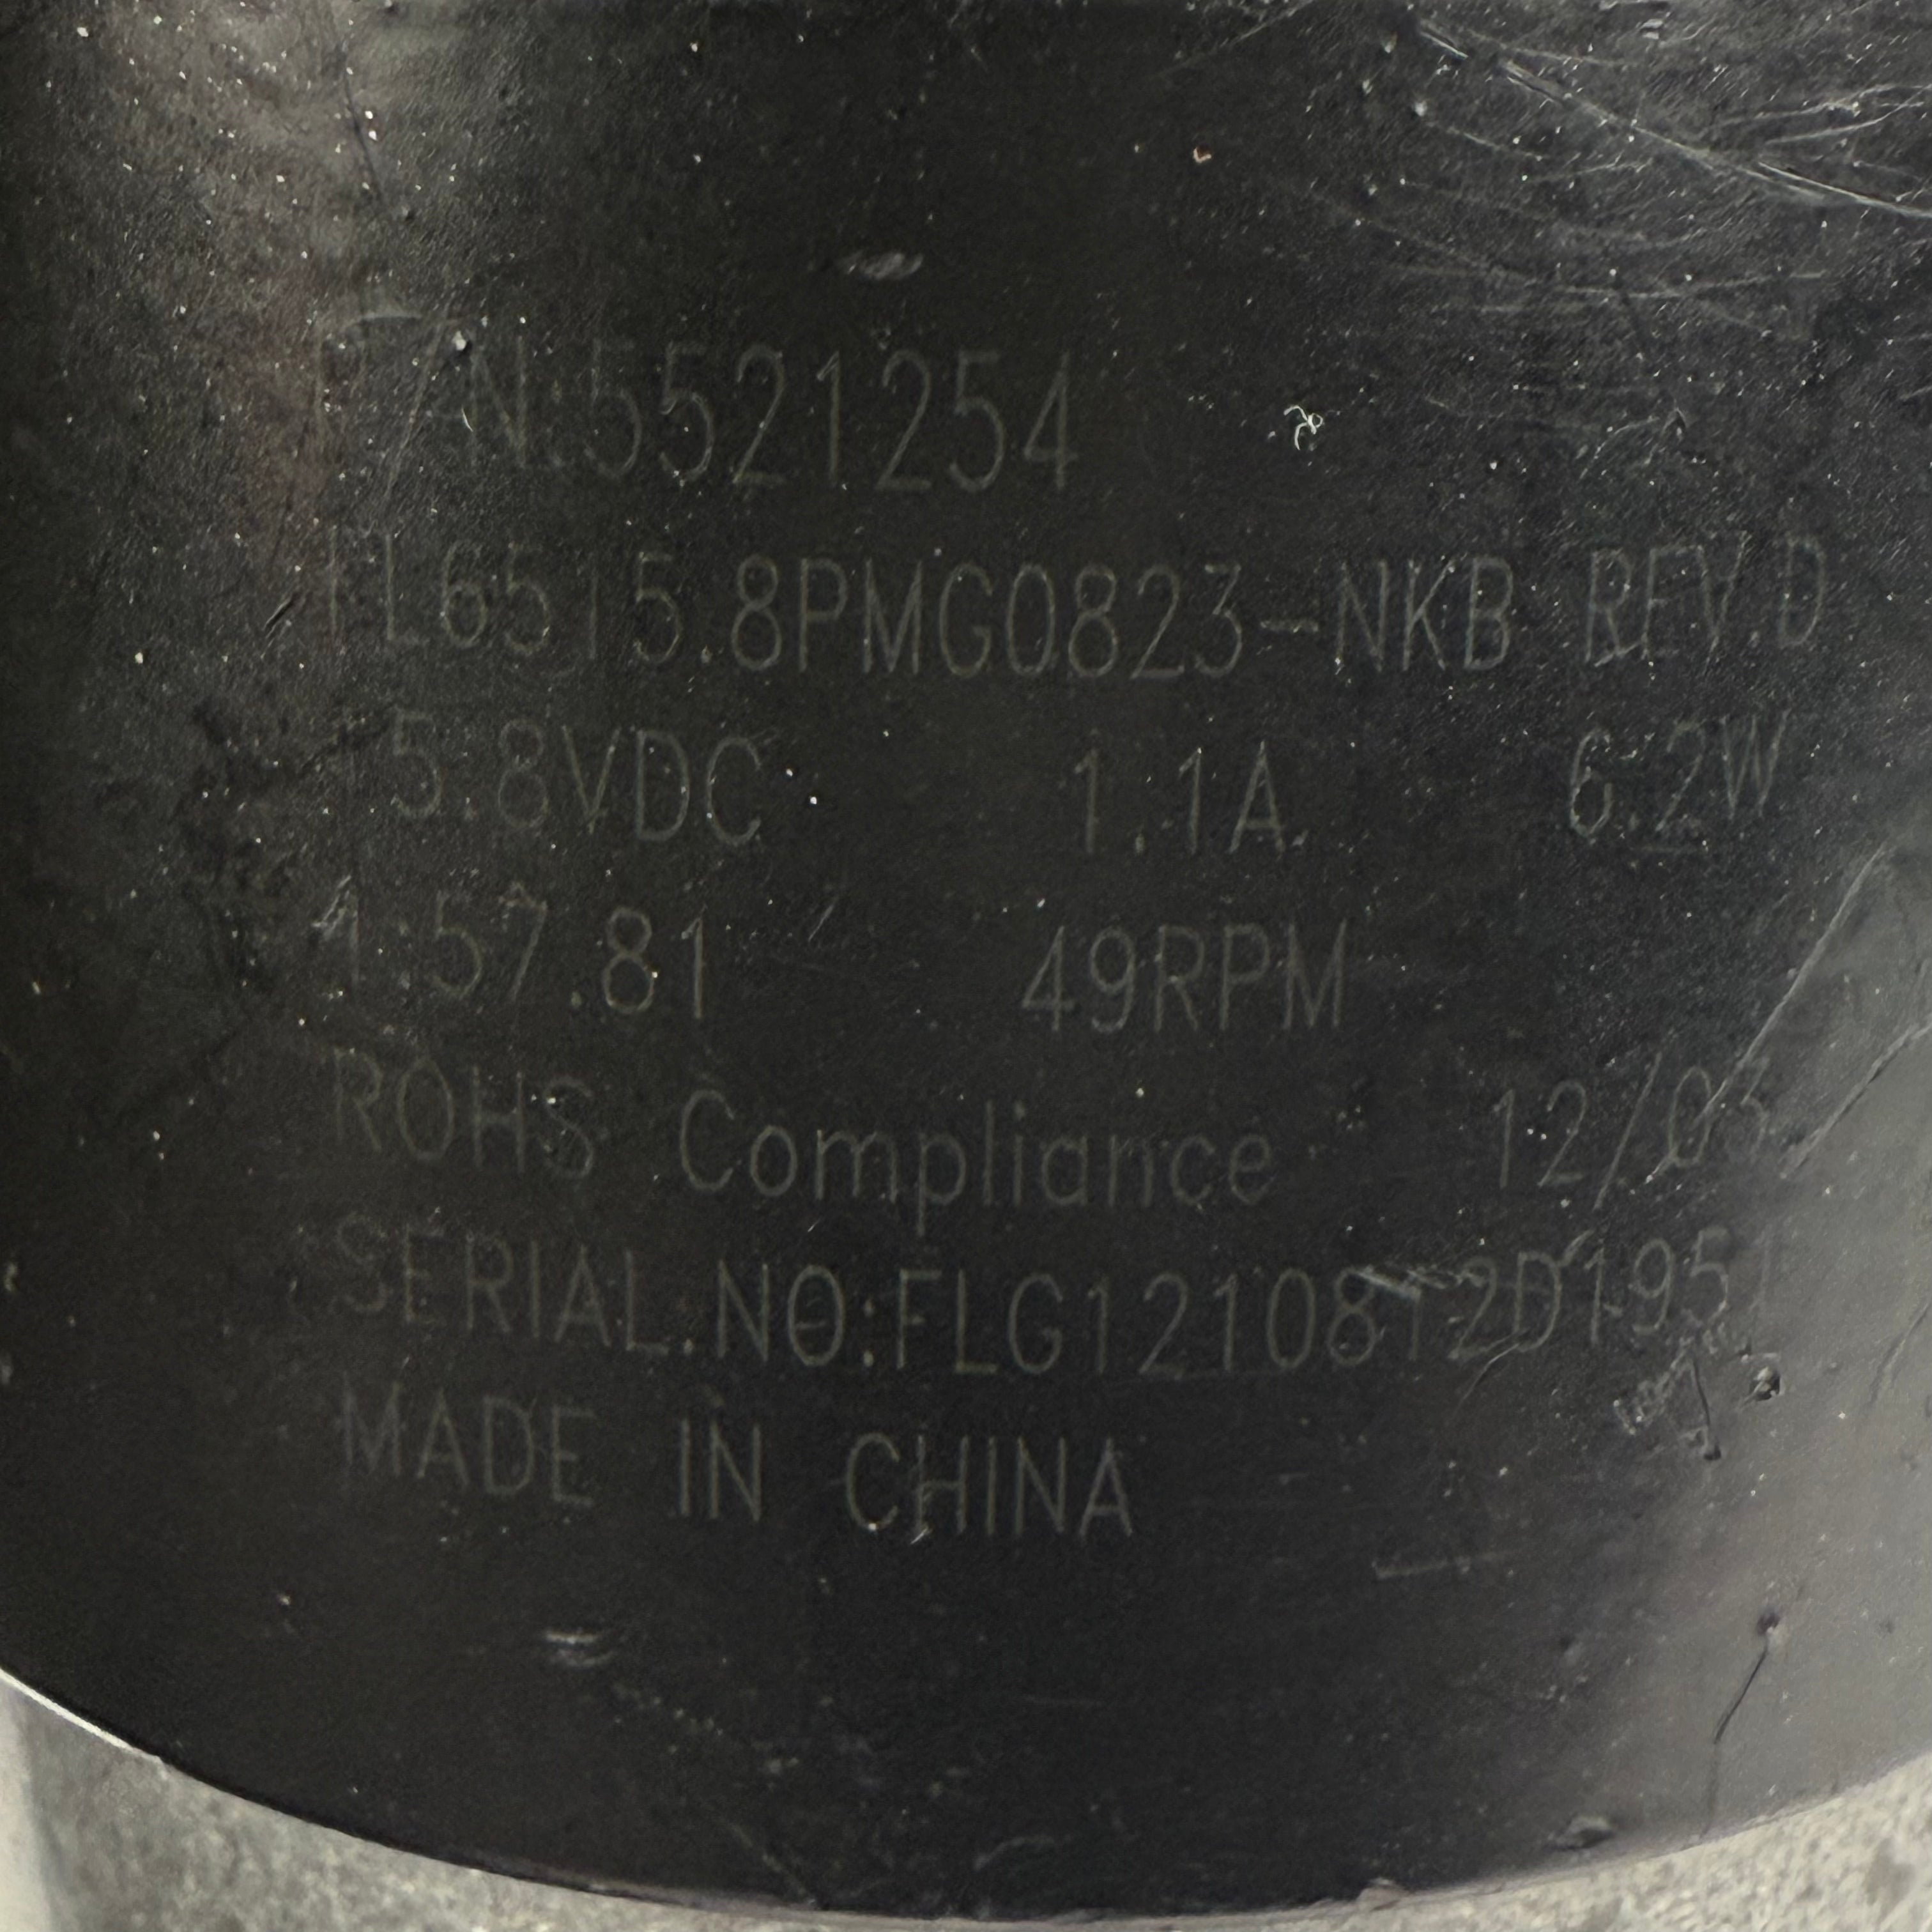 N:5521254
FL6515.8PMG0823-NKB REV.D
5.8VDC 1.1A 6.2W
1:57.81 49RPM
ROHS Compliance
SERIAL.NO:FLG1210812D1951
MADE IN CHINA